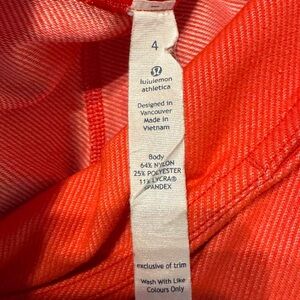 4
lululemon
athletica
Designed in
Vancouver
Made in
Vietnam
Body
64% NYLON
25% POLYESTER
11% LYCRA®
SPANDEX
exclusive of trim
Wash With Like
Colours Only